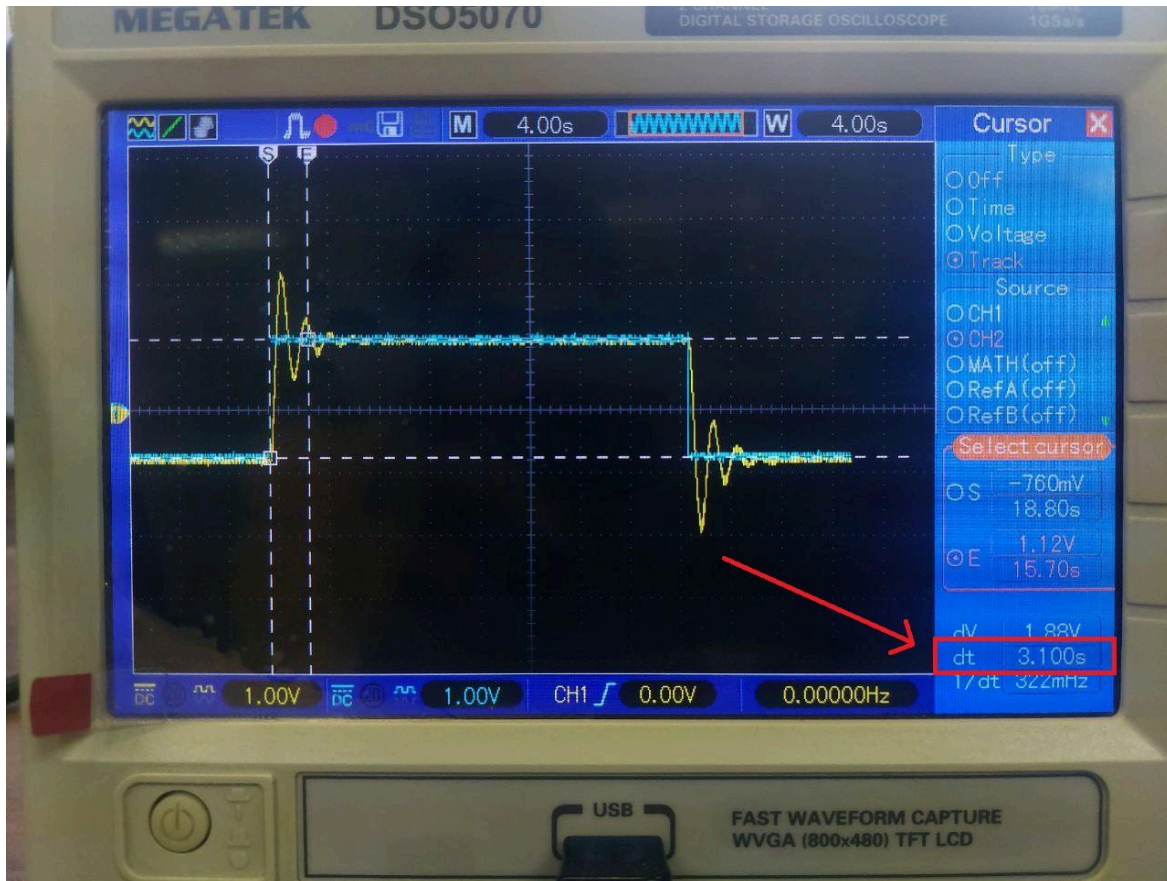 MEGATEK DSO5070
DIGITAL STORAGE OSCILLOSCOPE 1GSa/s
M 4.00s W 4.00s Cursor X
S E
Type
Off
Time
Voltage
Track
Source
CH1
CH2
MATH(off)
RefA(off)
RefB(off)
Select cursor
S -760mV
18.80s
E 1.12V
15.70s
dV 1.88V
dt 3.100s
1/dt 322mHz
DC 1.00V DC 1.00V CH1 0.00V 0.00000Hz
USB
FAST WAVEFORM CAPTURE
WVGA (800x480) TFT LCD